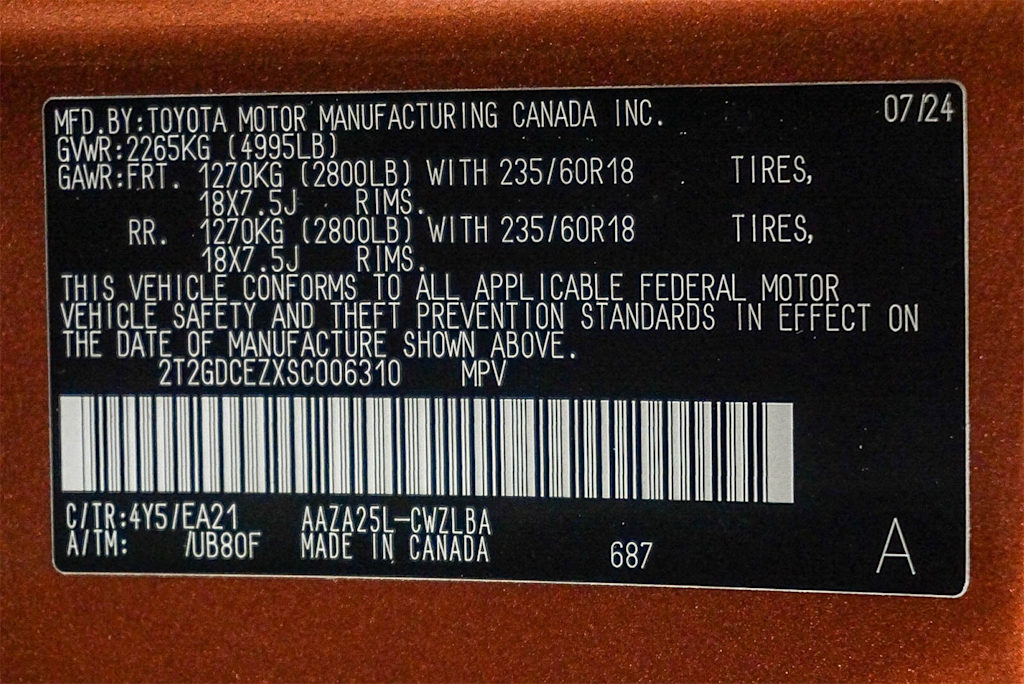 MFD.BY:TOYOTA MOTOR MANUFACTURING CANADA INC. 07/24
GVWR:2265KG (4995LB)
GAWR:FRT. 1270KG (2800LB) WITH 235/60R18 TIRES,
18X7.5J RIMS.
RR. 1270KG (2800LB) WITH 235/60R18 TIRES,
18X7.5J RIMS.
THIS VEHICLE CONFORMS TO ALL APPLICABLE FEDERAL MOTOR
VEHICLE SAFETY AND THEFT PREVENTION STANDARDS IN EFFECT ON
THE DATE OF MANUFACTURE SHOWN ABOVE.
2T2GDCEZXSC006310 MPV
C/TR:4Y5/EA21 AAZA25L-CWZLBA
A/TM: /UB80F MADE IN CANADA 687 A